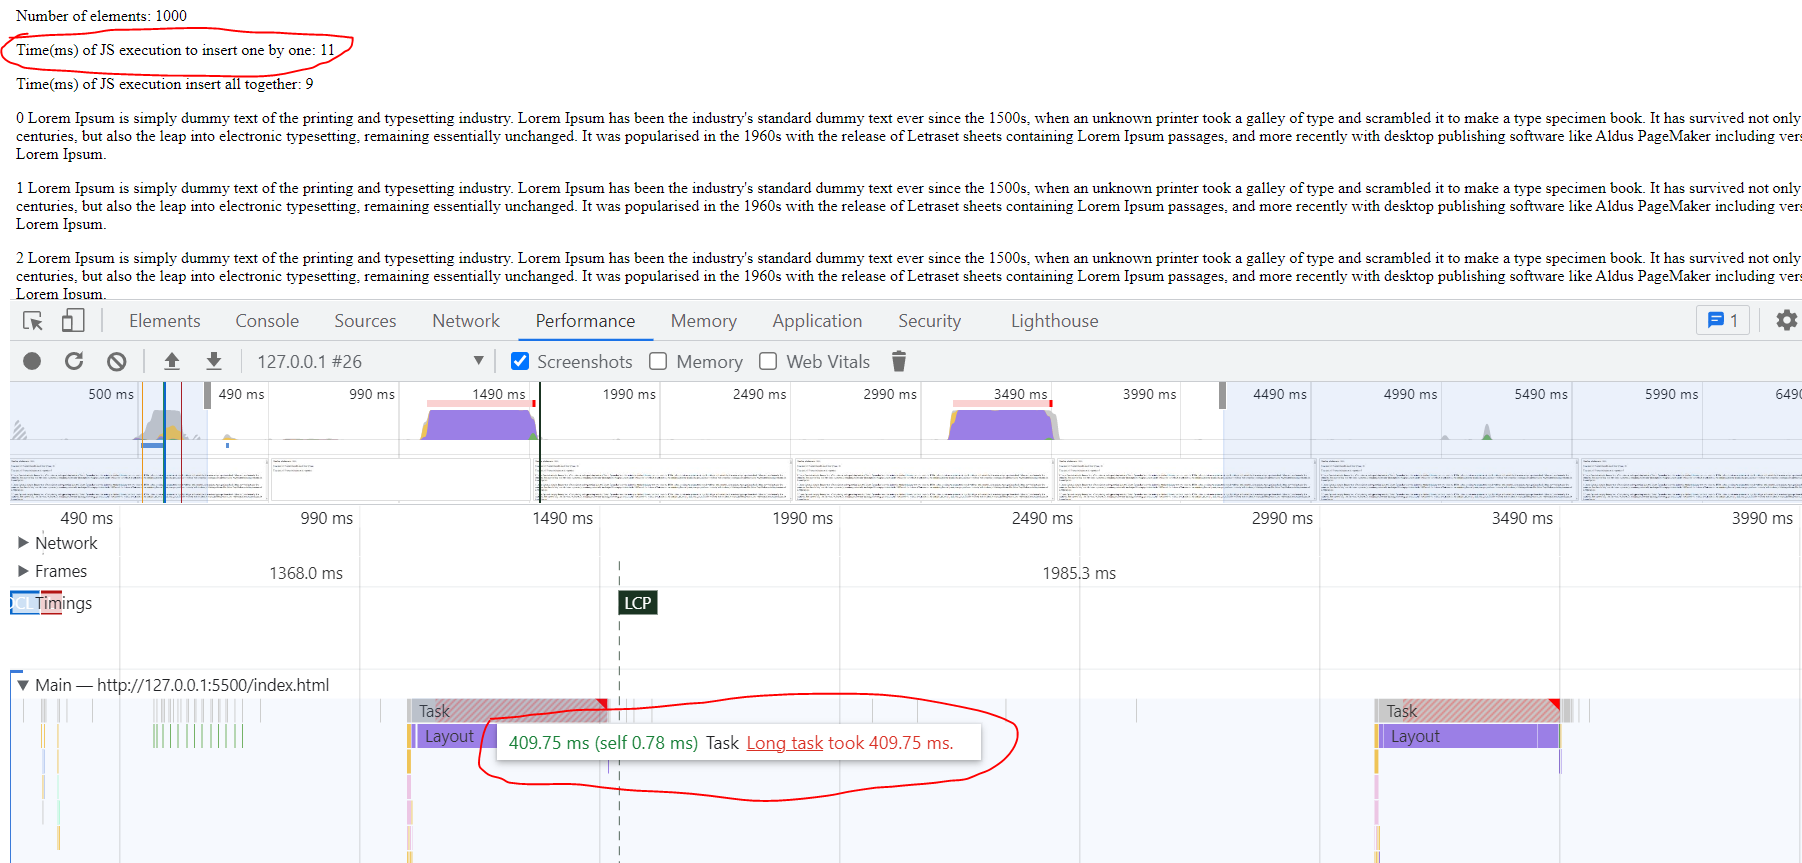 Number of elements: 1000
Time(ms) of JS execution to insert one by one: 11
Time(ms) of JS execution insert all together: 9
0 Lorem Ipsum is simply dummy text of the printing and typesetting industry. Lorem Ipsum has been the industry's standard dummy text ever since the 1500s, when an unknown printer took a galley of type and scrambled it to make a type specimen book. It has survived not only
centuries, but also the leap into electronic typesetting, remaining essentially unchanged. It was popularised in the 1960s with the release of Letraset sheets containing Lorem Ipsum passages, and more recently with desktop publishing software like Aldus PageMaker including ver
Lorem Ipsum.
1 Lorem Ipsum is simply dummy text of the printing and typesetting industry. Lorem Ipsum has been the industry's standard dummy text ever since the 1500s, when an unknown printer took a galley of type and scrambled it to make a type specimen book. It has survived not only
centuries, but also the leap into electronic typesetting, remaining essentially unchanged. It was popularised in the 1960s with the release of Letraset sheets containing Lorem Ipsum passages, and more recently with desktop publishing software like Aldus PageMaker including ver
Lorem Ipsum.
2 Lorem Ipsum is simply dummy text of the printing and typesetting industry. Lorem Ipsum has been the industry's standard dummy text ever since the 1500s, when an unknown printer took a galley of type and scrambled it to make a type specimen book. It has survived not only
centuries, but also the leap into electronic typesetting, remaining essentially unchanged. It was popularised in the 1960s with the release of Letraset sheets containing Lorem Ipsum passages, and more recently with desktop publishing software like Aldus PageMaker including ver
Lorem Ipsum.
Elements Console Sources Network Performance Memory Application Security Lighthouse 1
127.0.0.1 #26 Screenshots Memory Web Vitals
500 ms 490 ms 990 ms 1490 ms 1990 ms 2490 ms 2990 ms 3490 ms 3990 ms 4490 ms 4990 ms 5490 ms 5990 ms 6490
490 ms 990 ms 1490 ms 1990 ms 2490 ms 2990 ms 3490 ms 3990 ms
Network
Frames 1368.0 ms 1985.3 ms
DCL Timings LCP
Main — http://127.0.0.1:5500/index.html
Task Task
Layout 409.75 ms (self 0.78 ms) Task Long task took 409.75 ms. Layout